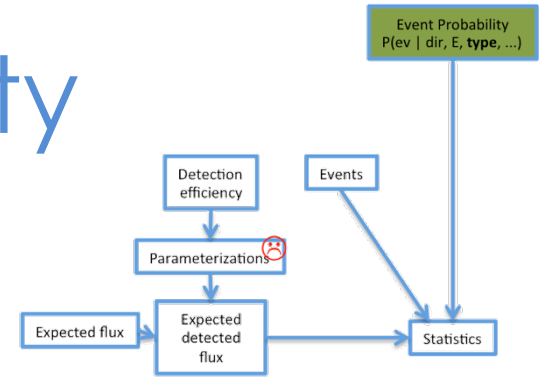 Event Probability
P(ev | dir, E, type, ...)
ty
Detection
efficiency
Events
Parameterizations
Expected flux
Expected
detected
flux
Statistics